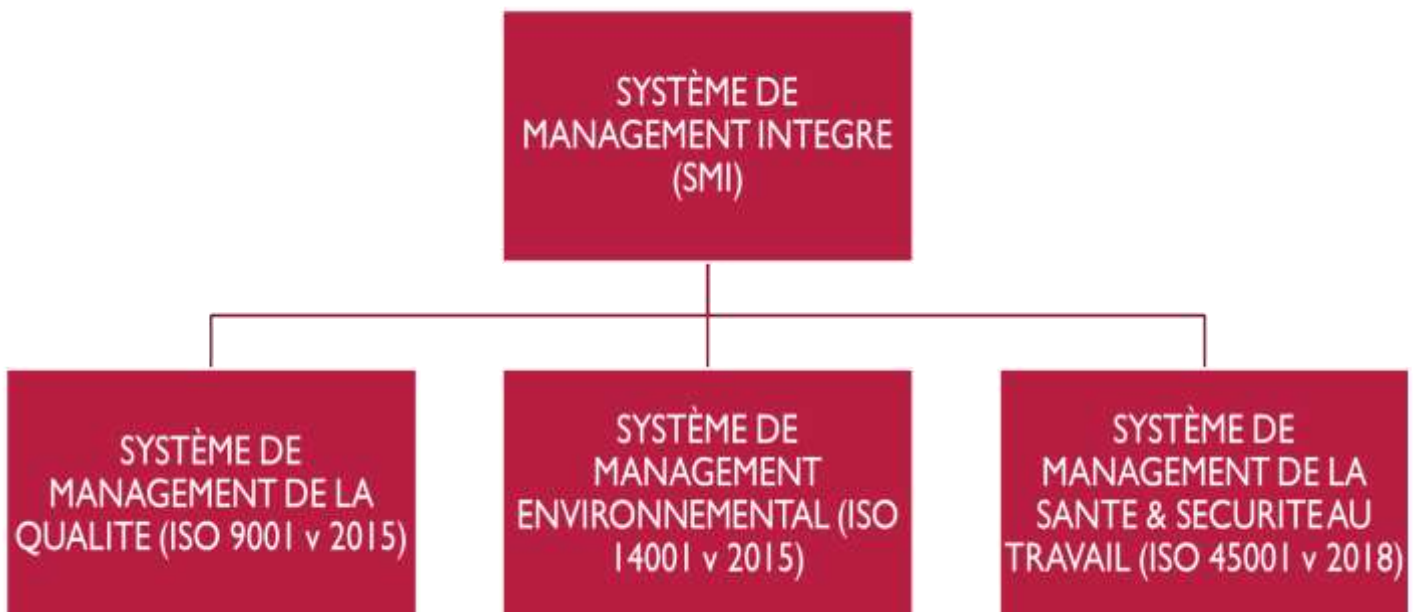 SYSTÈME DE
MANAGEMENT INTEGRE
(SMI)
SYSTÈME DE
MANAGEMENT DE LA
QUALITE (ISO 9001 v 2015)
SYSTÈME DE
MANAGEMENT
ENVIRONNEMENTAL (ISO
14001 v 2015)
SYSTÈME DE
MANAGEMENT DE LA
SANTE & SECURITE AU
TRAVAIL (ISO 45001 v 2018)